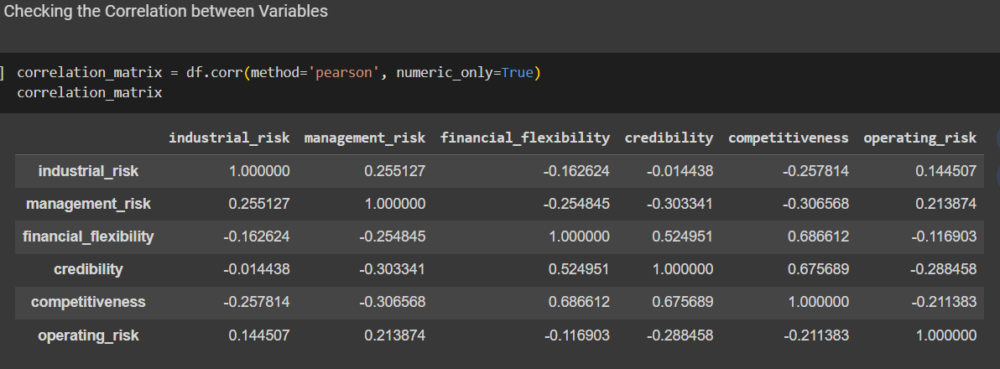 Checking the Correlation between Variables
] correlation_matrix = df.corr(method='pearson', numeric_only=True)
correlation_matrix
industrial_risk management_risk financial_flexibility credibility competitiveness operating_risk
industrial_risk 1.000000 0.255127 -0.162624 -0.014438 -0.257814 0.144507
management_risk 0.255127 1.000000 -0.254845 -0.303341 -0.306568 0.213874
financial_flexibility -0.162624 -0.254845 1.000000 0.524951 0.686612 -0.116903
credibility -0.014438 -0.303341 0.524951 1.000000 0.675689 -0.288458
competitiveness -0.257814 -0.306568 0.686612 0.675689 1.000000 -0.211383
operating_risk 0.144507 0.213874 -0.116903 -0.288458 -0.211383 1.000000